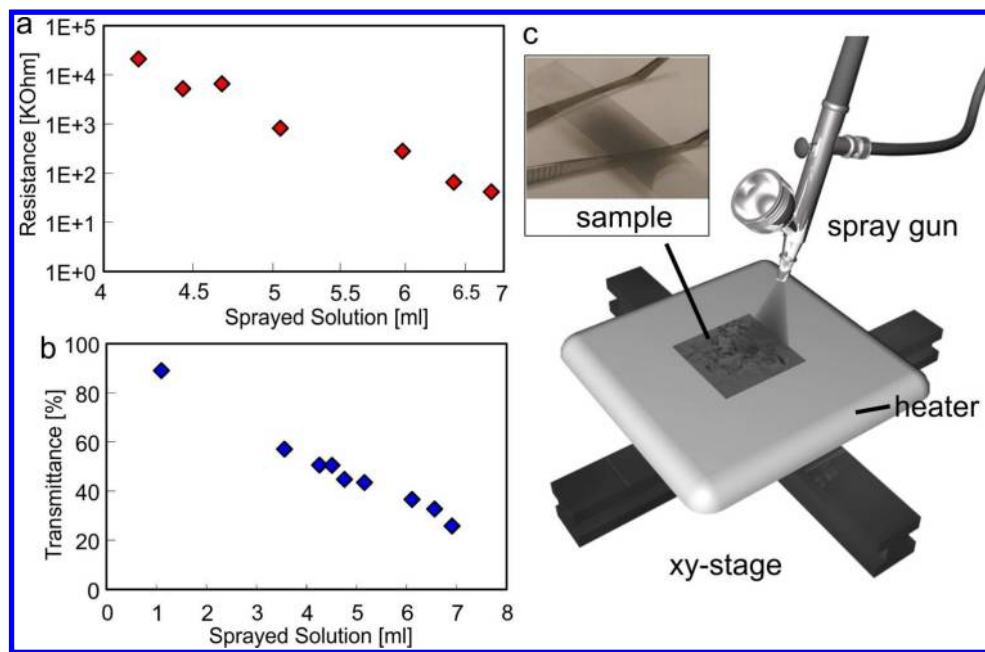 a
Resistance [KOhm]
1E+5
1E+4
1E+3
1E+2
1E+1
1E+0
4 4.5 5 5.5 6 6.5 7
Sprayed Solution [ml]
b
Transmittance [%]
100
80
60
40
20
0
0 1 2 3 4 5 6 7 8
Sprayed Solution [ml]
c
sample
spray gun
heater
xy-stage